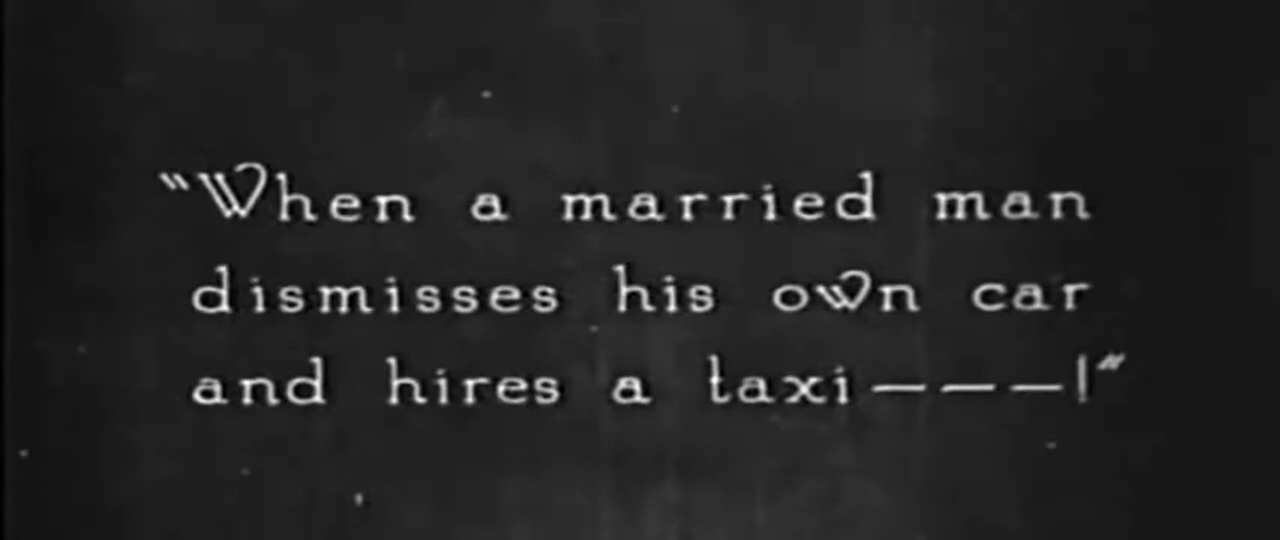 "When a married man
dismisses his own car
and hires a taxi———!"